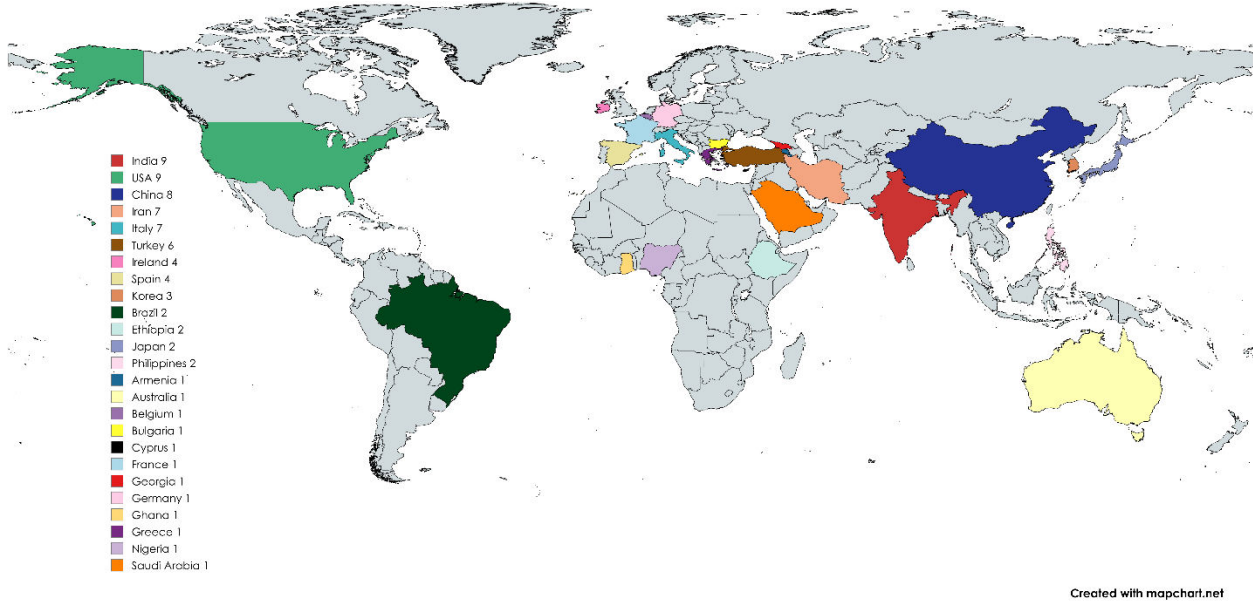 India 9
USA 9
China 8
Iran 7
Italy 7
Turkey 6
Ireland 4
Spain 4
Korea 3
Brazil 2
Ethiopia 2
Japan 2
Philippines 2
Armenia 1
Australia 1
Belgium 1
Bulgaria 1
Cyprus 1
France 1
Georgia 1
Germany 1
Ghana 1
Greece 1
Nigeria 1
Saudi Arabia 1
Created with mapchart.net